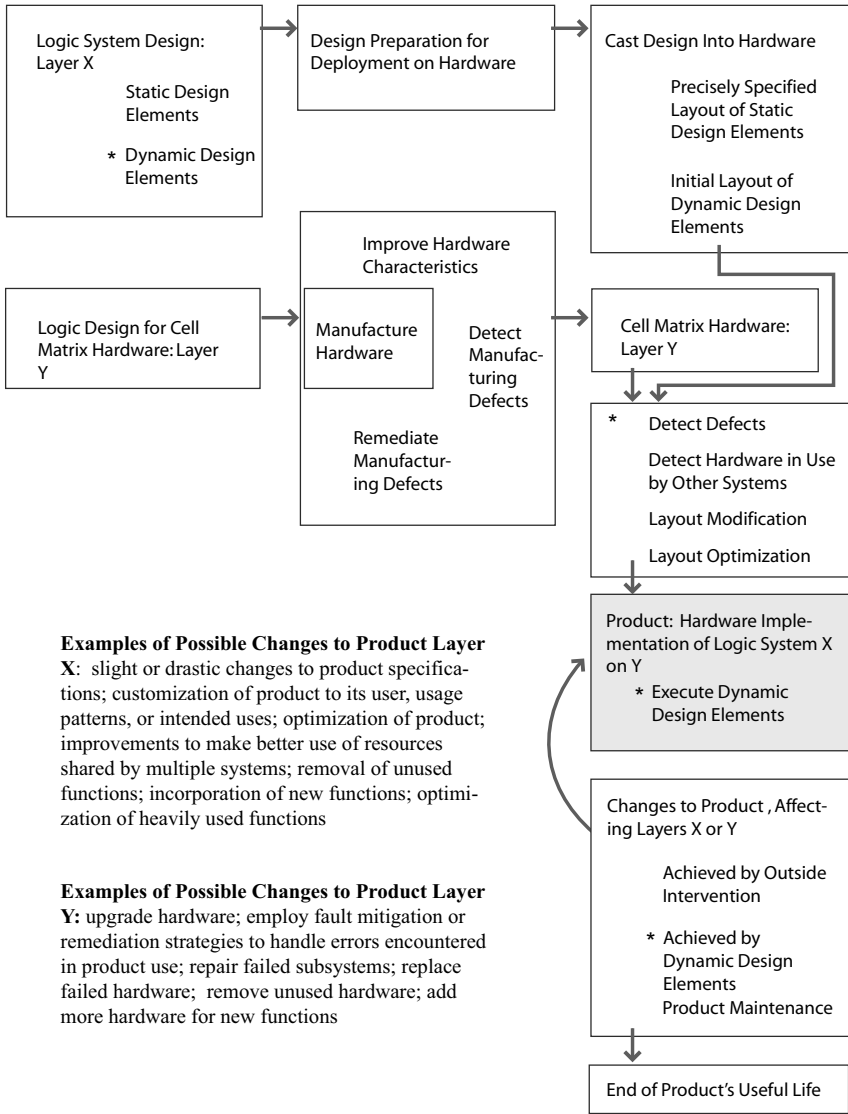 Logic System Design:
Layer X
Static Design
Elements
* Dynamic Design
Elements
Design Preparation for
Deployment on Hardware
Cast Design Into Hardware
Precisely Specified
Layout of Static
Design Elements
Initial Layout of
Dynamic Design
Elements
Logic Design for Cell
Matrix Hardware: Layer
Y
Improve Hardware
Characteristics
Manufacture
Hardware
Detect
Manufac-
turing
Defects
Remediate
Manufactur-
ing Defects
Cell Matrix Hardware:
Layer Y
* Detect Defects
Detect Hardware in Use
by Other Systems
Layout Modification
Layout Optimization
Product: Hardware Imple-
mentation of Logic System X
on Y
* Execute Dynamic
Design Elements
Changes to Product , Affect-
ing Layers X or Y
Achieved by Outside
Intervention
* Achieved by
Dynamic Design
Elements
Product Maintenance
End of Product's Useful Life
Examples of Possible Changes to Product Layer
X: slight or drastic changes to product specifica-
tions; customization of product to its user, usage
patterns, or intended uses; optimization of product;
improvements to make better use of resources
shared by multiple systems; removal of unused
functions; incorporation of new functions; optimi-
zation of heavily used functions
Examples of Possible Changes to Product Layer
Y: upgrade hardware; employ fault mitigation or
remediation strategies to handle errors encountered
in product use; repair failed subsystems; replace
failed hardware; remove unused hardware; add
more hardware for new functions